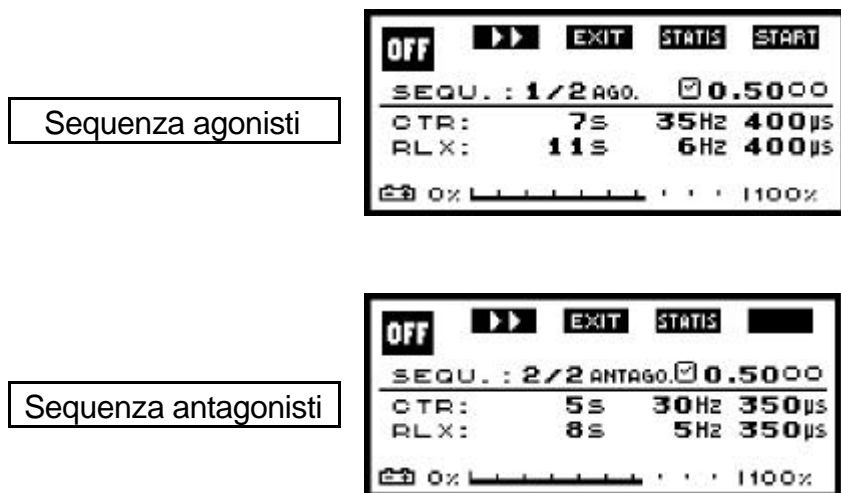 OFF ▶▶ EXIT STATIS START
SEQU.: 1/2 AGO. 0.5000
Sequenza agonisti
CTR: 7s 35Hz 400µs
RLX: 11s 6Hz 400µs
0% 100%
OFF ▶▶ EXIT STATIS
SEQU.: 2/2 ANTAGO. 0.5000
Sequenza antagonisti
CTR: 5s 30Hz 350µs
RLX: 8s 5Hz 350µs
0% 100%